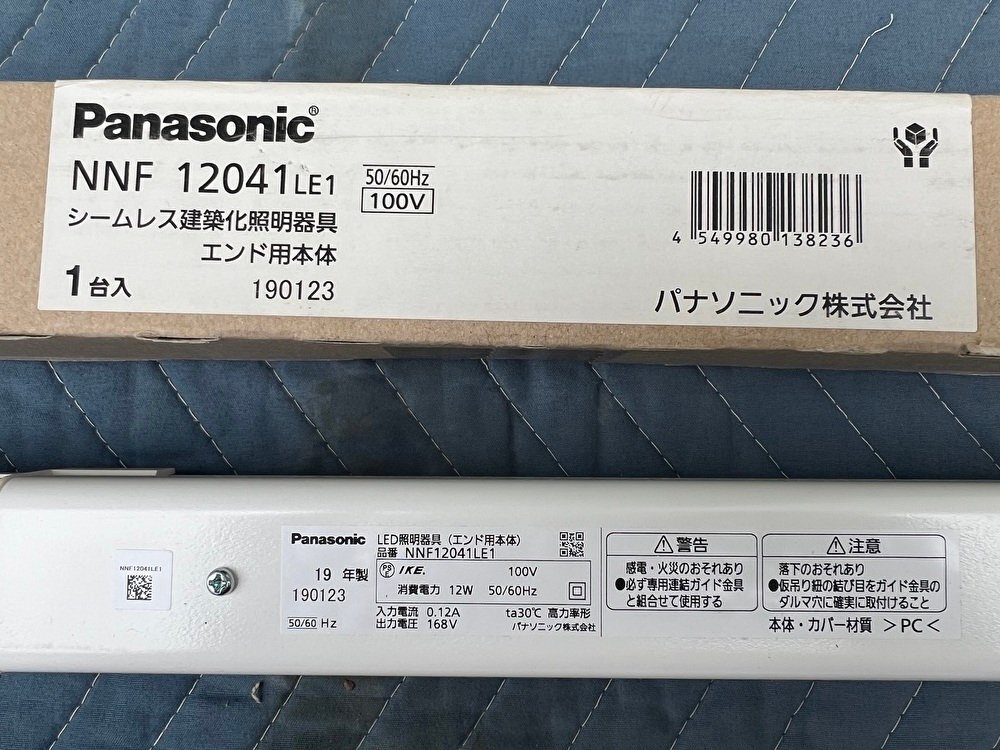 Panasonic®
NNF 12041LE1
50/60Hz
100V
シームレス建築化照明器具
エンド用本体
1台入
190123
4 549980 138236
パナソニック株式会社
NNF12041LE1
Panasonic
19 年製
190123
50/60 Hz
LED照明器具（エンド用本体）
品番 NNF12041LE1
PS IKE. 100V
消費電力 12W 50/60Hz
入力電流 0.12A ta30℃ 高力率形
出力電圧 168V パナソニック株式会社
警告
感電・火災のおそれあり
●必ず専用連結ガイド金具
と組合せて使用する
注意
落下のおそれあり
●仮吊り紐の結び目をガイド金具の
ダルマ穴に確実に取付けること
本体・カバー材質 ＞PC＜